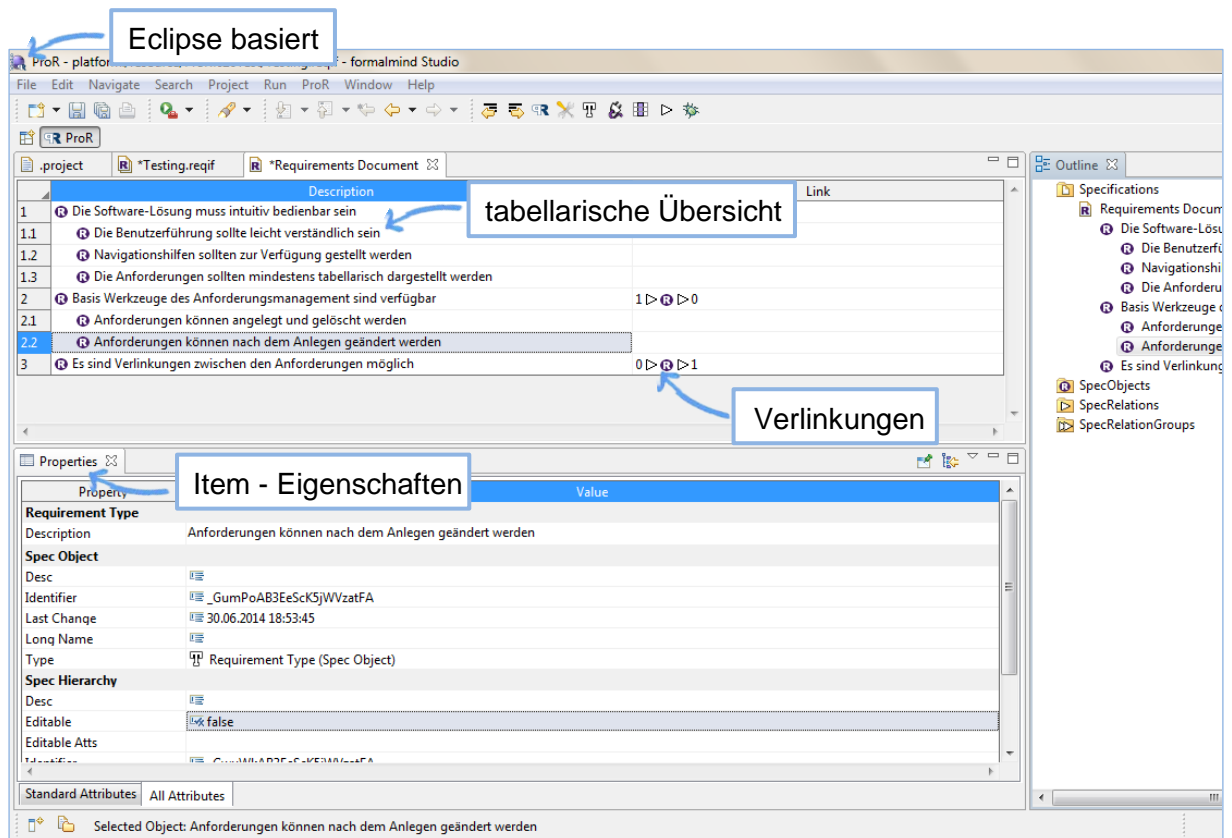 Eclipse basiert
ProR - platfor - formalmind Studio
File Edit Navigate Search Project Run ProR Window Help
ProR
.project *Testing.reqif *Requirements Document
Outline
Description Link
1 Die Software-Lösung muss intuitiv bedienbar sein
tabellarische Übersicht
1.1 Die Benutzerführung sollte leicht verständlich sein
1.2 Navigationshilfen sollten zur Verfügung gestellt werden
1.3 Die Anforderungen sollten mindestens tabellarisch dargestellt werden
2 Basis Werkzeuge des Anforderungsmanagement sind verfügbar 1 ▷ R ▷ 0
2.1 Anforderungen können angelegt und gelöscht werden
2.2 Anforderungen können nach dem Anlegen geändert werden
3 Es sind Verlinkungen zwischen den Anforderungen möglich 0 ▷ R ▷ 1
Verlinkungen
Specifications
Requirements Docum
Die Software-Lösu
Die Benutzerfü
Navigationshi
Die Anforderu
Basis Werkzeuge
Anforderunge
Anforderunge
Es sind Verlinkung
SpecObjects
SpecRelations
SpecRelationGroups
Properties
Item - Eigenschaften
Property Value
Requirement Type
Description Anforderungen können nach dem Anlegen geändert werden
Spec Object
Desc
Identifier _GumPoAB3EeScK5jWVzatFA
Last Change 30.06.2014 18:53:45
Long Name
Type Requirement Type (Spec Object)
Spec Hierarchy
Desc
Editable false
Editable Atts
Standard Attributes All Attributes
Selected Object: Anforderungen können nach dem Anlegen geändert werden